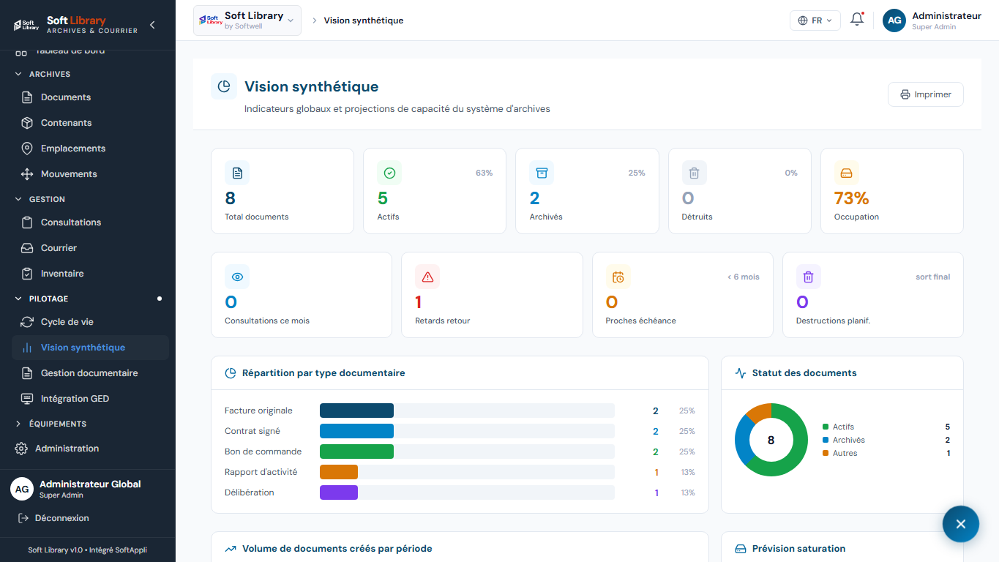 Soft Library
Soft Library
ARCHIVES & COURRIER
Tableau de bord
ARCHIVES
Documents
Contenants
Emplacements
Mouvements
GESTION
Consultations
Courrier
Inventaire
PILOTAGE
Cycle de vie
Vision synthétique
Gestion documentaire
Intégration GED
ÉQUIPEMENTS
Administration
AG
Administrateur Global
Super Admin
Déconnexion
Soft Library v1.0 • Intégré SoftAppli
Soft Library
Soft Library
by Softwell
Vision synthétique
FR
AG
Administrateur
Super Admin
Vision synthétique
Indicateurs globaux et projections de capacité du système d'archives
Imprimer
8
Total documents
63%
5
Actifs
25%
2
Archivés
0%
0
Détruits
73%
Occupation
0
Consultations ce mois
1
Retards retour
< 6 mois
0
Proches échéance
sort final
0
Destructions planif.
Répartition par type documentaire
Facture originale 2 25%
Contrat signé 2 25%
Bon de commande 2 25%
Rapport d'activité 1 13%
Délibération 1 13%
Statut des documents
8
Actifs 5
Archivés 2
Autres 1
Volume de documents créés par période
Prévision saturation